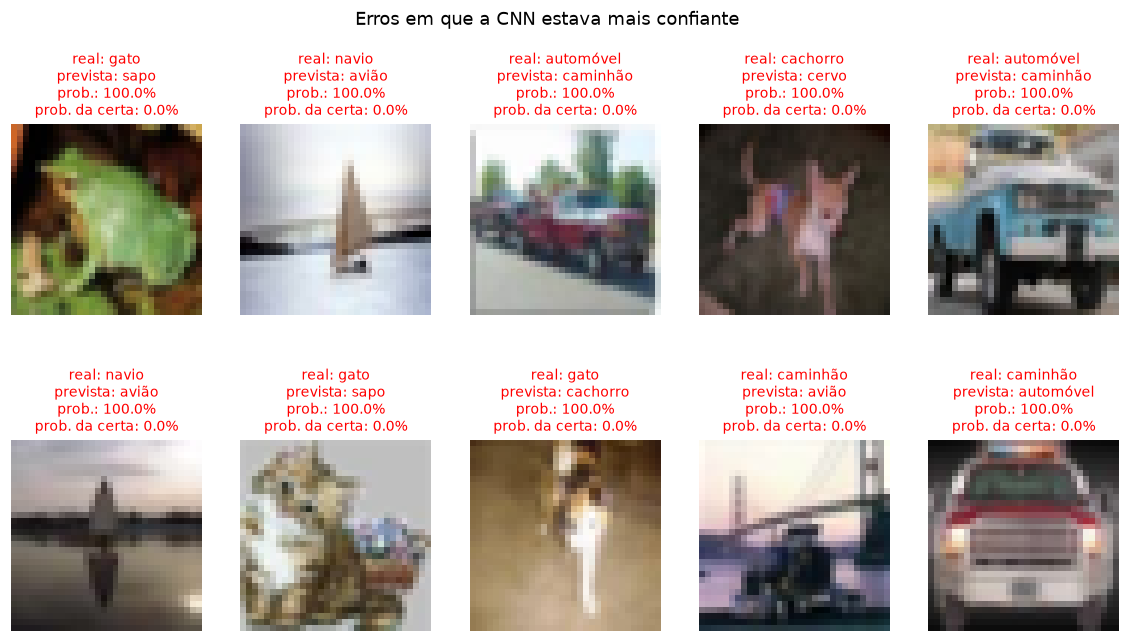 Erros em que a CNN estava mais confiante
real: gato
prevista: sapo
prob.: 100.0%
prob. da certa: 0.0%
real: navio
prevista: avião
prob.: 100.0%
prob. da certa: 0.0%
real: automóvel
prevista: caminhão
prob.: 100.0%
prob. da certa: 0.0%
real: cachorro
prevista: cervo
prob.: 100.0%
prob. da certa: 0.0%
real: automóvel
prevista: caminhão
prob.: 100.0%
prob. da certa: 0.0%
real: navio
prevista: avião
prob.: 100.0%
prob. da certa: 0.0%
real: gato
prevista: sapo
prob.: 100.0%
prob. da certa: 0.0%
real: gato
prevista: cachorro
prob.: 100.0%
prob. da certa: 0.0%
real: caminhão
prevista: avião
prob.: 100.0%
prob. da certa: 0.0%
real: caminhão
prevista: automóvel
prob.: 100.0%
prob. da certa: 0.0%